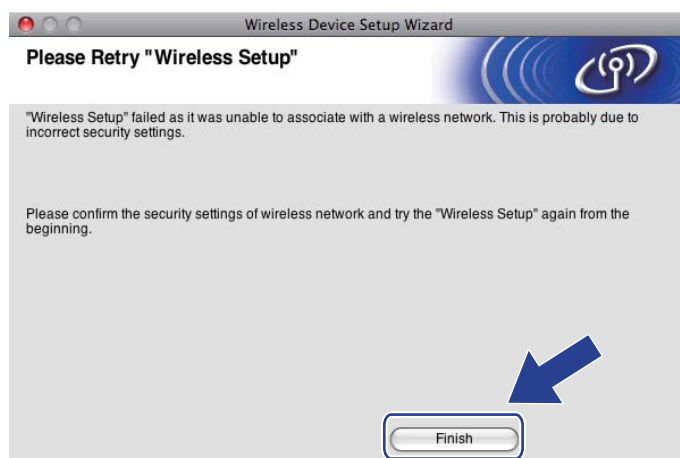 Wireless Device Setup Wizard
Please Retry "Wireless Setup"
"Wireless Setup" failed as it was unable to associate with a wireless network. This is probably due to
incorrect security settings.
Please confirm the security settings of wireless network and try the "Wireless Setup" again from the
beginning.
Finish